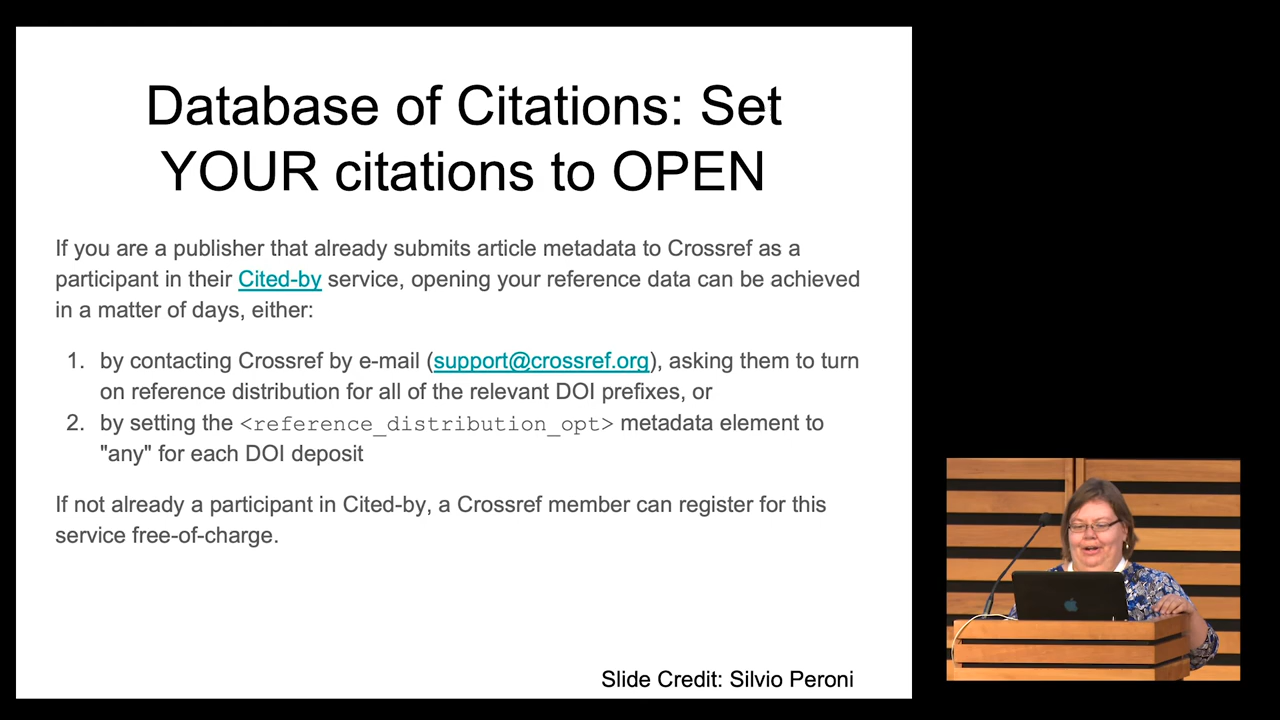 Database of Citations: Set
YOUR citations to OPEN
If you are a publisher that already submits article metadata to Crossref as a
participant in their Cited-by service, opening your reference data can be achieved
in a matter of days, either:
1. by contacting Crossref by e-mail (support@crossref.org), asking them to turn
on reference distribution for all of the relevant DOI prefixes, or
2. by setting the <reference_distribution_opt> metadata element to
"any" for each DOI deposit
If not already a participant in Cited-by, a Crossref member can register for this
service free-of-charge.
Slide Credit: Silvio Peroni